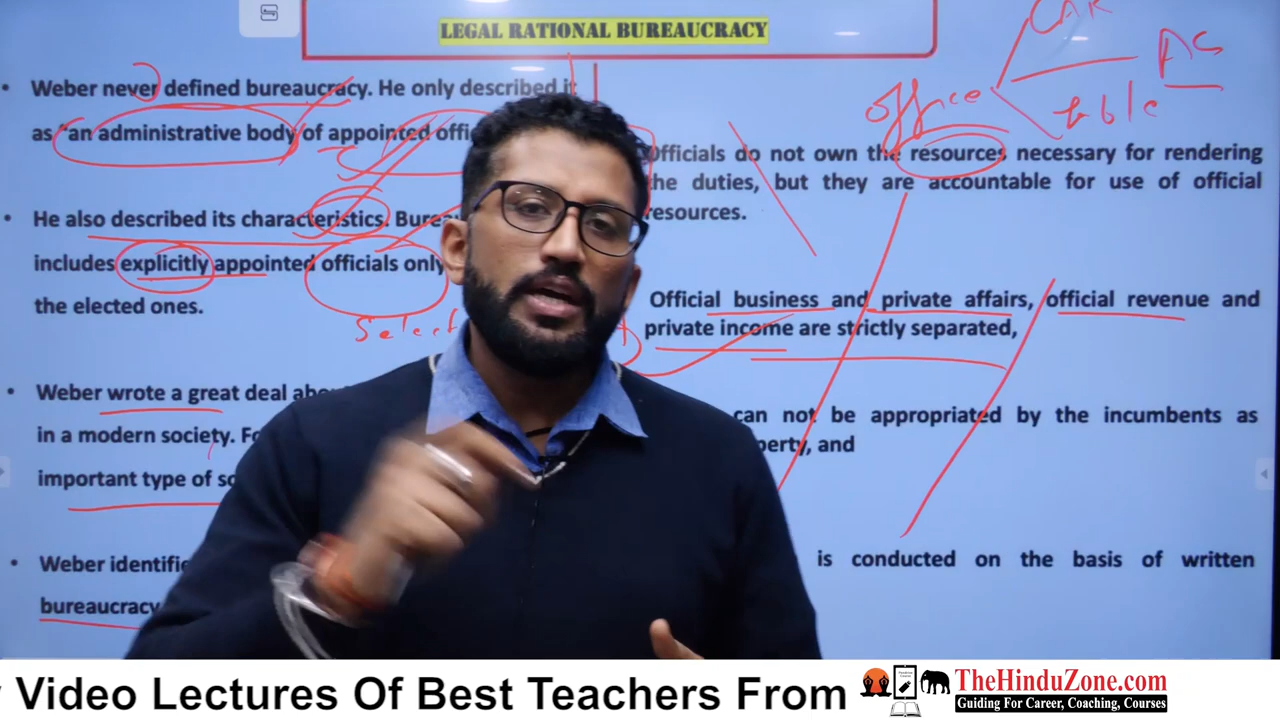 LEGAL RATIONAL BUREAUCRACY
Weber never defined bureaucracy. He only described it
as "an administrative body of appointed
He also described its characteristics.
includes explicitly appointed officials only
the elected ones.
Select
Weber wrote a great deal
in a modern society.
important type of
Weber
bureaucracy
CAR
AC
office
table
Officials do not own the resources necessary for rendering
the duties, but they are accountable for use of official
resources.
Official business and private affairs, official revenue and
private income are strictly separated,
can not be appropriated by the incumbents as
and
is conducted on the basis of written
Video Lectures Of Best Teachers From
TheHinduZone.com
Guiding For Career, Coaching, Courses